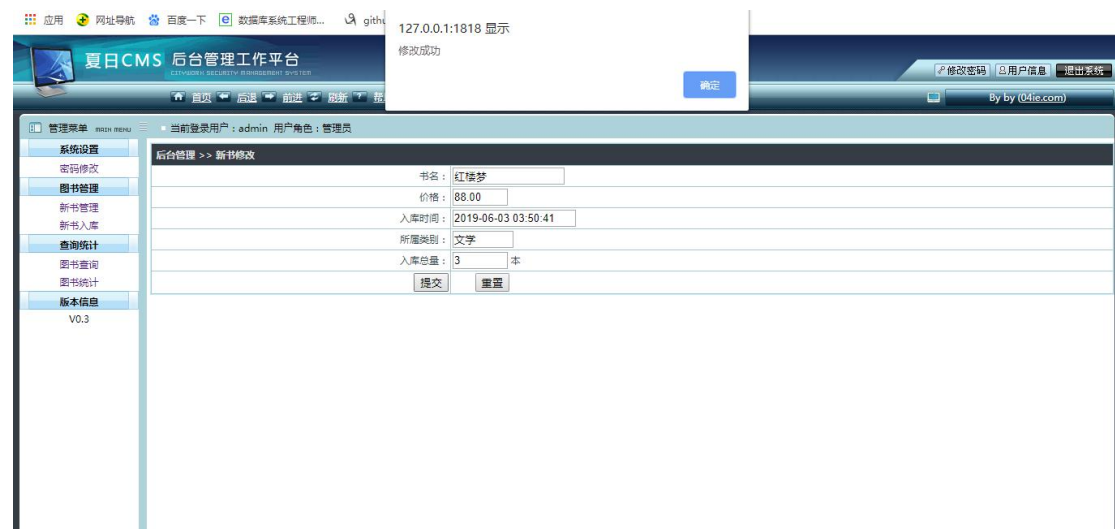 应用 网址导航 百度一下 数据库系统工程师... gith
127.0.0.1:1818 显示
修改成功
确定
夏日CMS 后台管理工作平台
修改密码 用户信息 退出系统
首页 后退 前进 刷新
By by (04ie.com)
管理菜单 MAIN MENU
当前登录用户：admin 用户角色：管理员
系统设置
密码修改
图书管理
新书管理
新书入库
查询统计
图书查询
图书统计
版本信息
V0.3
后台管理 >> 新书修改
书名： 红楼梦
价格： 88.00
入库时间： 2019-06-03 03:50:41
所属类别： 文学
入库总量： 3 本
提交 重置